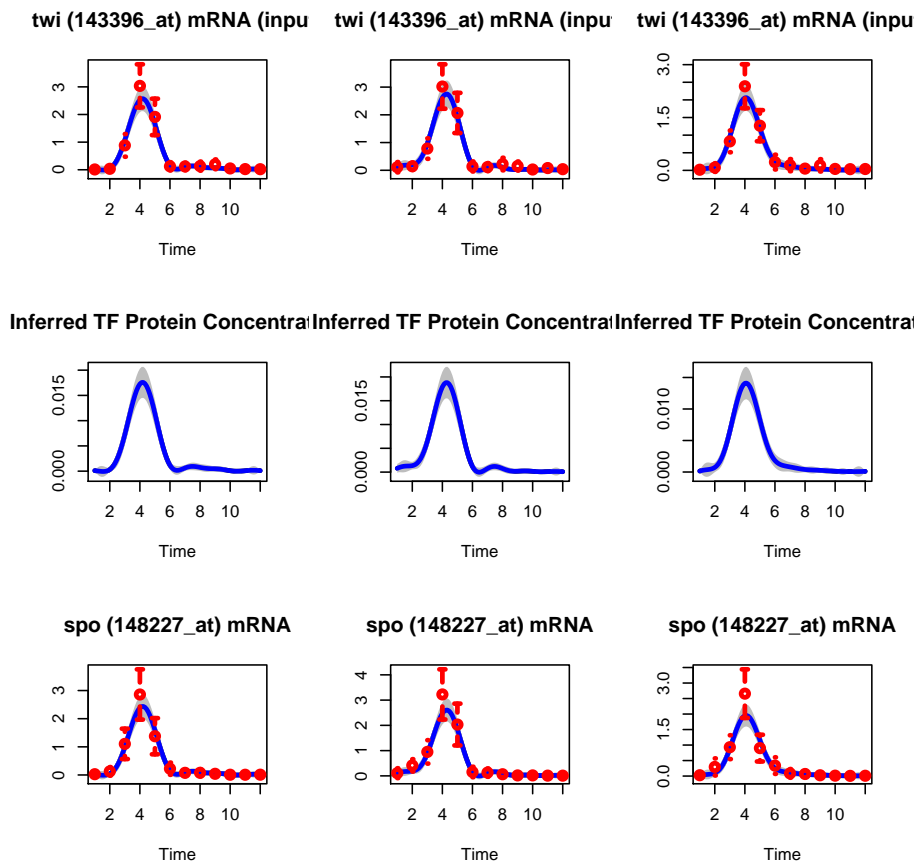 twi (143396_at) mRNA (inpu twi (143396_at) mRNA (inpu twi (143396_at) mRNA (inpu
0 1 2 3
2 4 6 8 10
Time
0 1 2 3
2 4 6 8 10
Time
0.0 1.5 3.0
2 4 6 8 10
Time
Inferred TF Protein Concentrat Inferred TF Protein Concentrat Inferred TF Protein Concentrat
0.000 0.015
2 4 6 8 10
Time
0.000 0.015
2 4 6 8 10
Time
0.000 0.010
2 4 6 8 10
Time
spo (148227_at) mRNA spo (148227_at) mRNA spo (148227_at) mRNA
0 1 2 3
2 4 6 8 10
Time
0 1 2 3 4
2 4 6 8 10
Time
0.0 1.5 3.0
2 4 6 8 10
Time